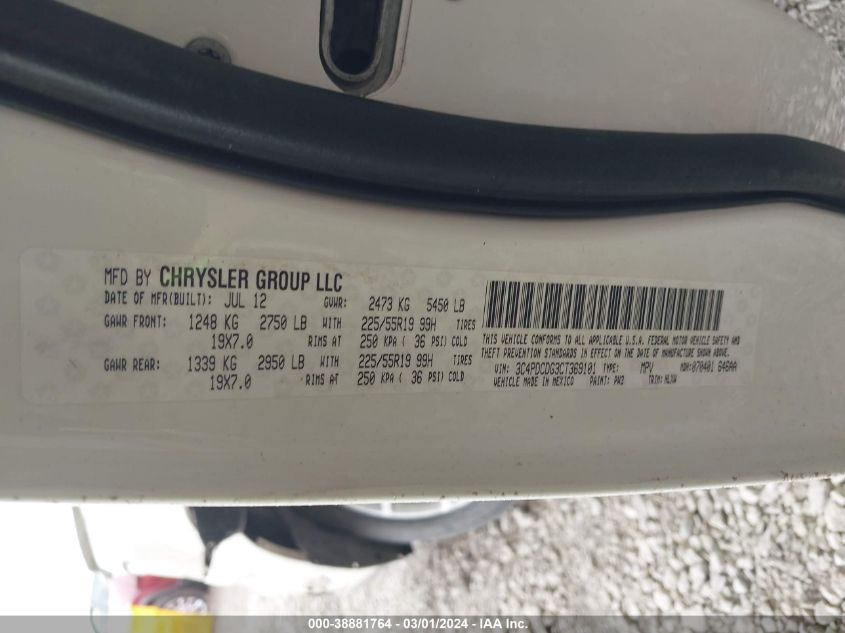 MFD BY CHRYSLER GROUP LLC
DATE OF MFR(BUILT): JUL 12 GVWR: 2473 KG 5450 LB
GAWR FRONT: 1248 KG 2750 LB WITH 225/55R19 99H TIRES
19X7.0 RIMS AT 250 KPA ( 36 PSI) COLD
GAWR REAR: 1339 KG 2950 LB WITH 225/55R19 99H TIRES
19X7.0 RIMS AT 250 KPA ( 36 PSI) COLD
THIS VEHICLE CONFORMS TO ALL APPLICABLE U.S.A. FEDERAL MOTOR VEHICLE SAFETY AND
THEFT PREVENTION STANDARDS IN EFFECT ON THE DATE OF MANUFACTURE SHOWN ABOVE.
VIN: 3C4PDCDG3CT369101 TYPE: MPV MDH:070401 646AA
VEHICLE MADE IN MEXICO PAINT: PW3 TRIM:
000-38881764 - 03/01/2024 - IAA Inc.